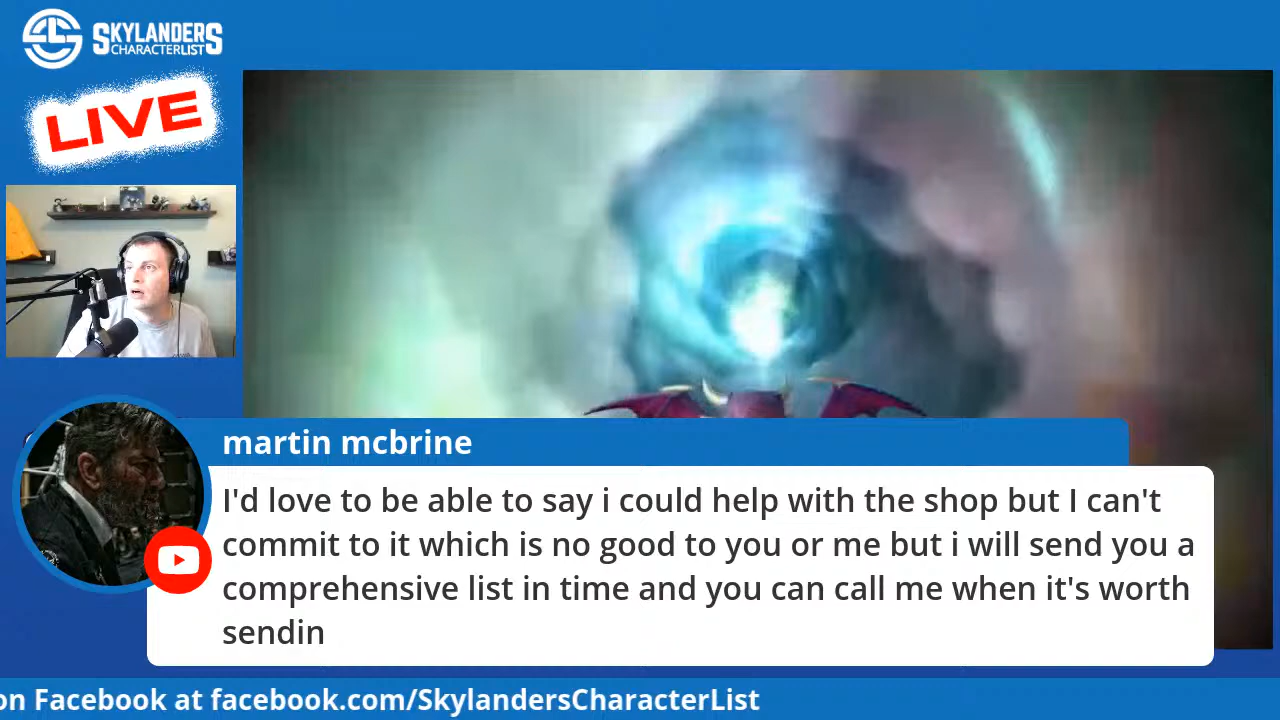 SKYLANDERS
CHARACTERLIST
LIVE
martin mcbrine
I'd love to be able to say i could help with the shop but I can't
commit to it which is no good to you or me but i will send you a
comprehensive list in time and you can call me when it's worth
sendin
on Facebook at facebook.com/SkylandersCharacterList